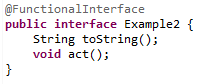 @FunctionalInterface
public interface Example2 {
    String toString();
    void act();
}